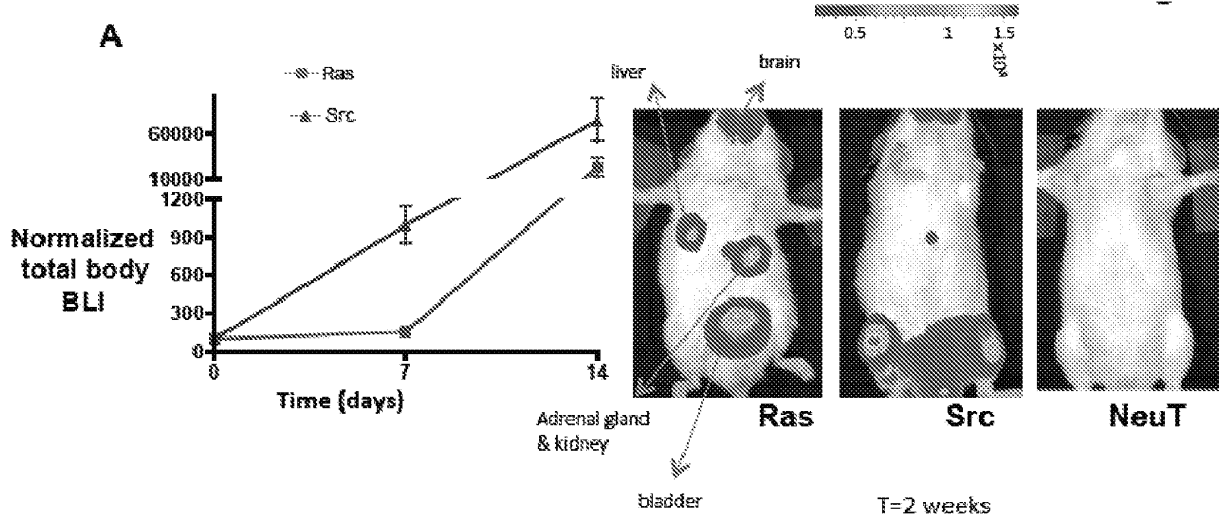 A
Ras
Src
60000
10000
1200
900
600
300
0
Normalized
total body
BLI
0
7
14
Time (days)
0.5
1
1.5
liver
brain
Adrenal gland
& kidney
bladder
Ras
Src
NeuT
T=2 weeks